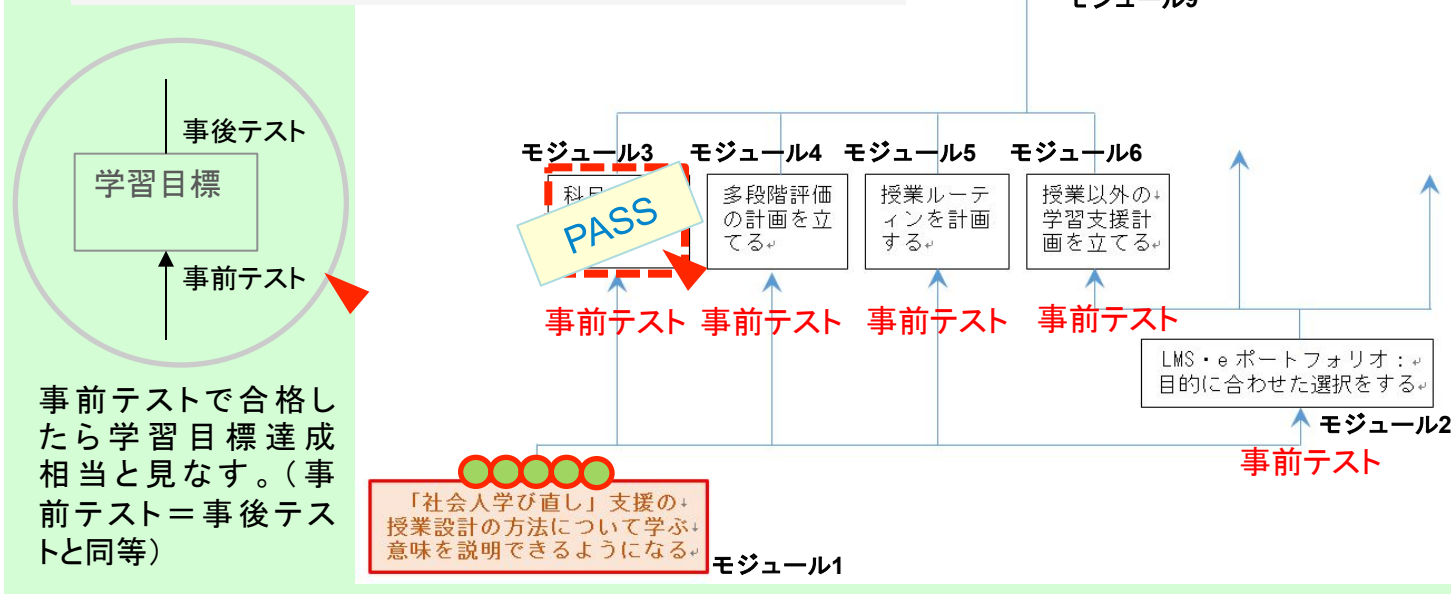 事後テスト
学習目標
事前テスト
事前テストで合格し
たら学習目標達成
相当と見なす。（事
前テスト＝事後テス
トと同等）
モジュール3
モジュール4
モジュール5
モジュール6
PASS
多段階評価
の計画を立
てる
授業ルーテ
ィンを計画
する
授業以外の
学習支援計
画を立てる
事前テスト
事前テスト
事前テスト
事前テスト
LMS・eポートフォリオ：
目的に合わせた選択をする
モジュール2
事前テスト
「社会人学び直し」支援の
授業設計の方法について学ぶ
意味を説明できるようになる
モジュール1